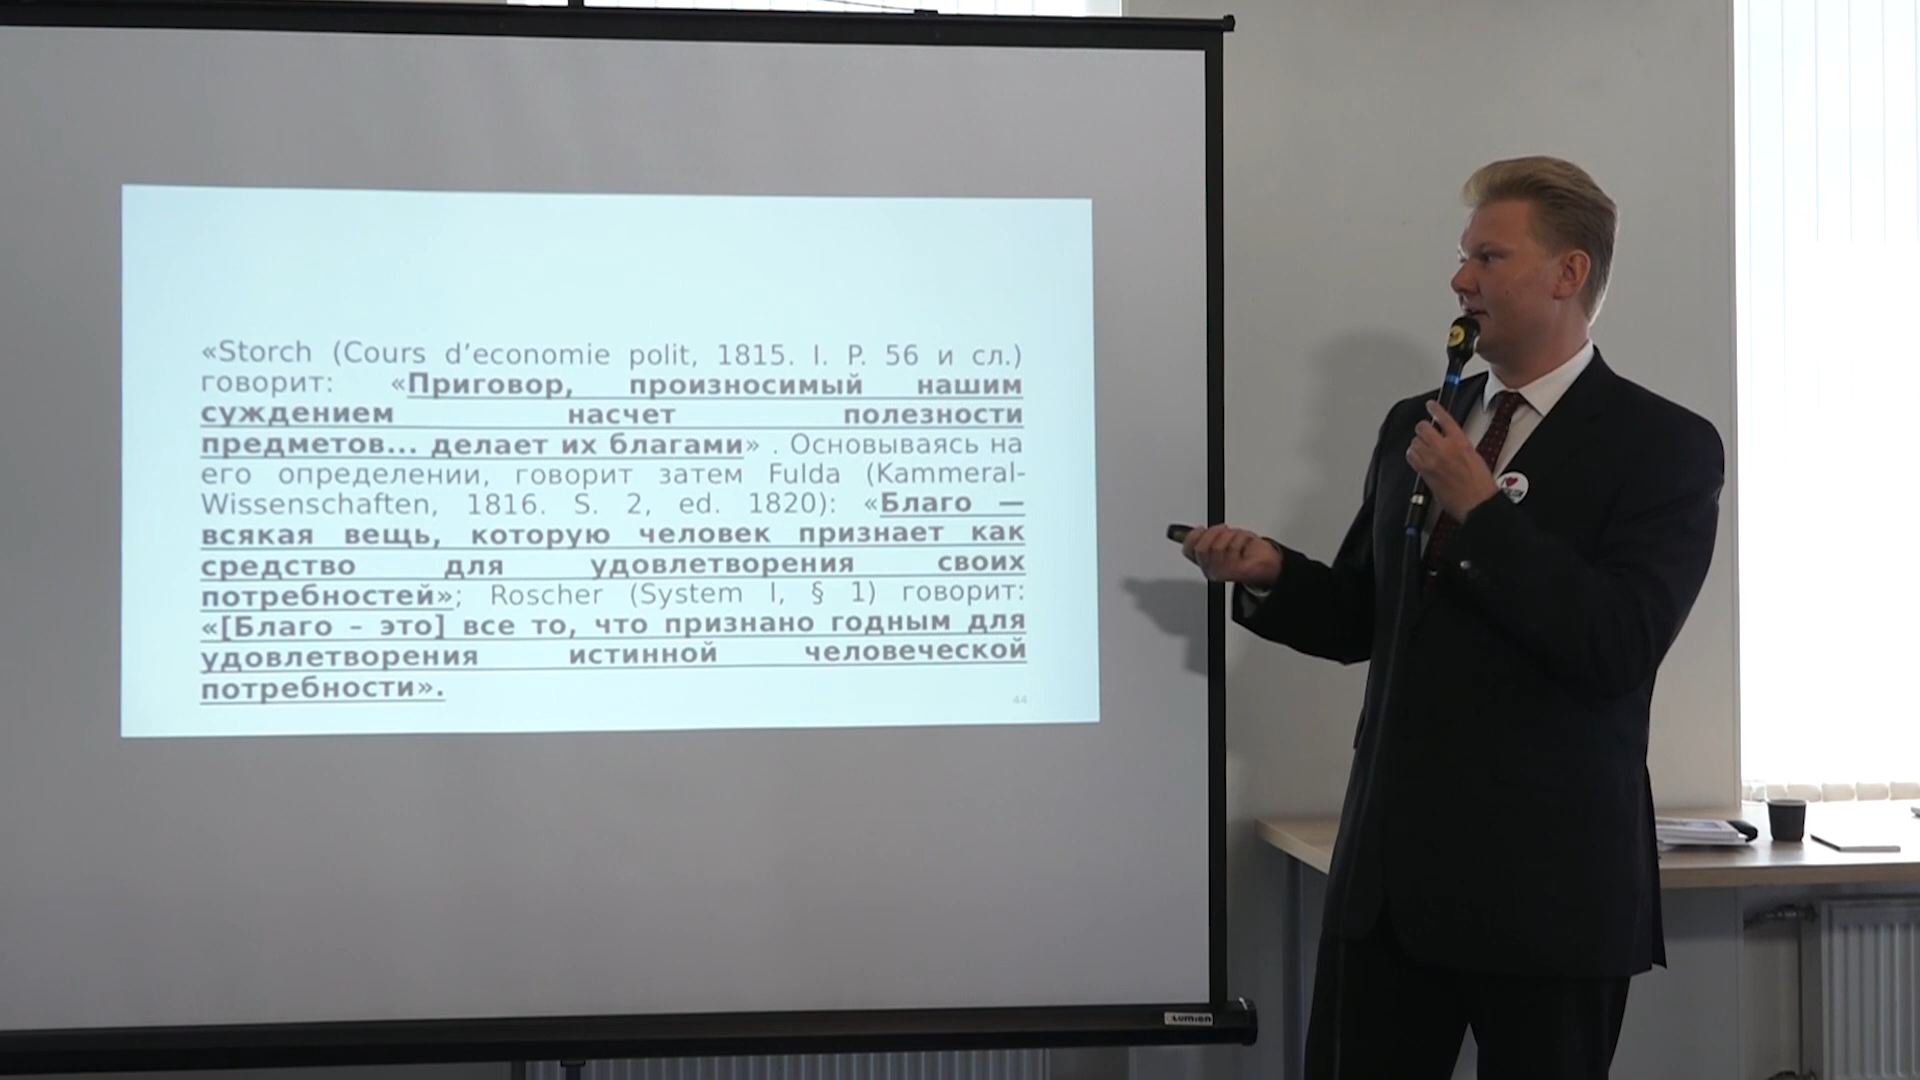 «Storch (Cours d’economie polit, 1815. I. P. 56 и сл.)
говорит: «Приговор, произносимый нашим
суждением насчет полезности
предметов... делает их благами» . Основываясь на
его определении, говорит затем Fulda (Kammeral-
Wissenschaften, 1816. S. 2, ed. 1820): «Благо —
всякая вещь, которую человек признает как
средство для удовлетворения своих
потребностей»; Roscher (System I, § 1) говорит:
«[Благо – это] все то, что признано годным для
удовлетворения истинной человеческой
потребности».
44
Lumien